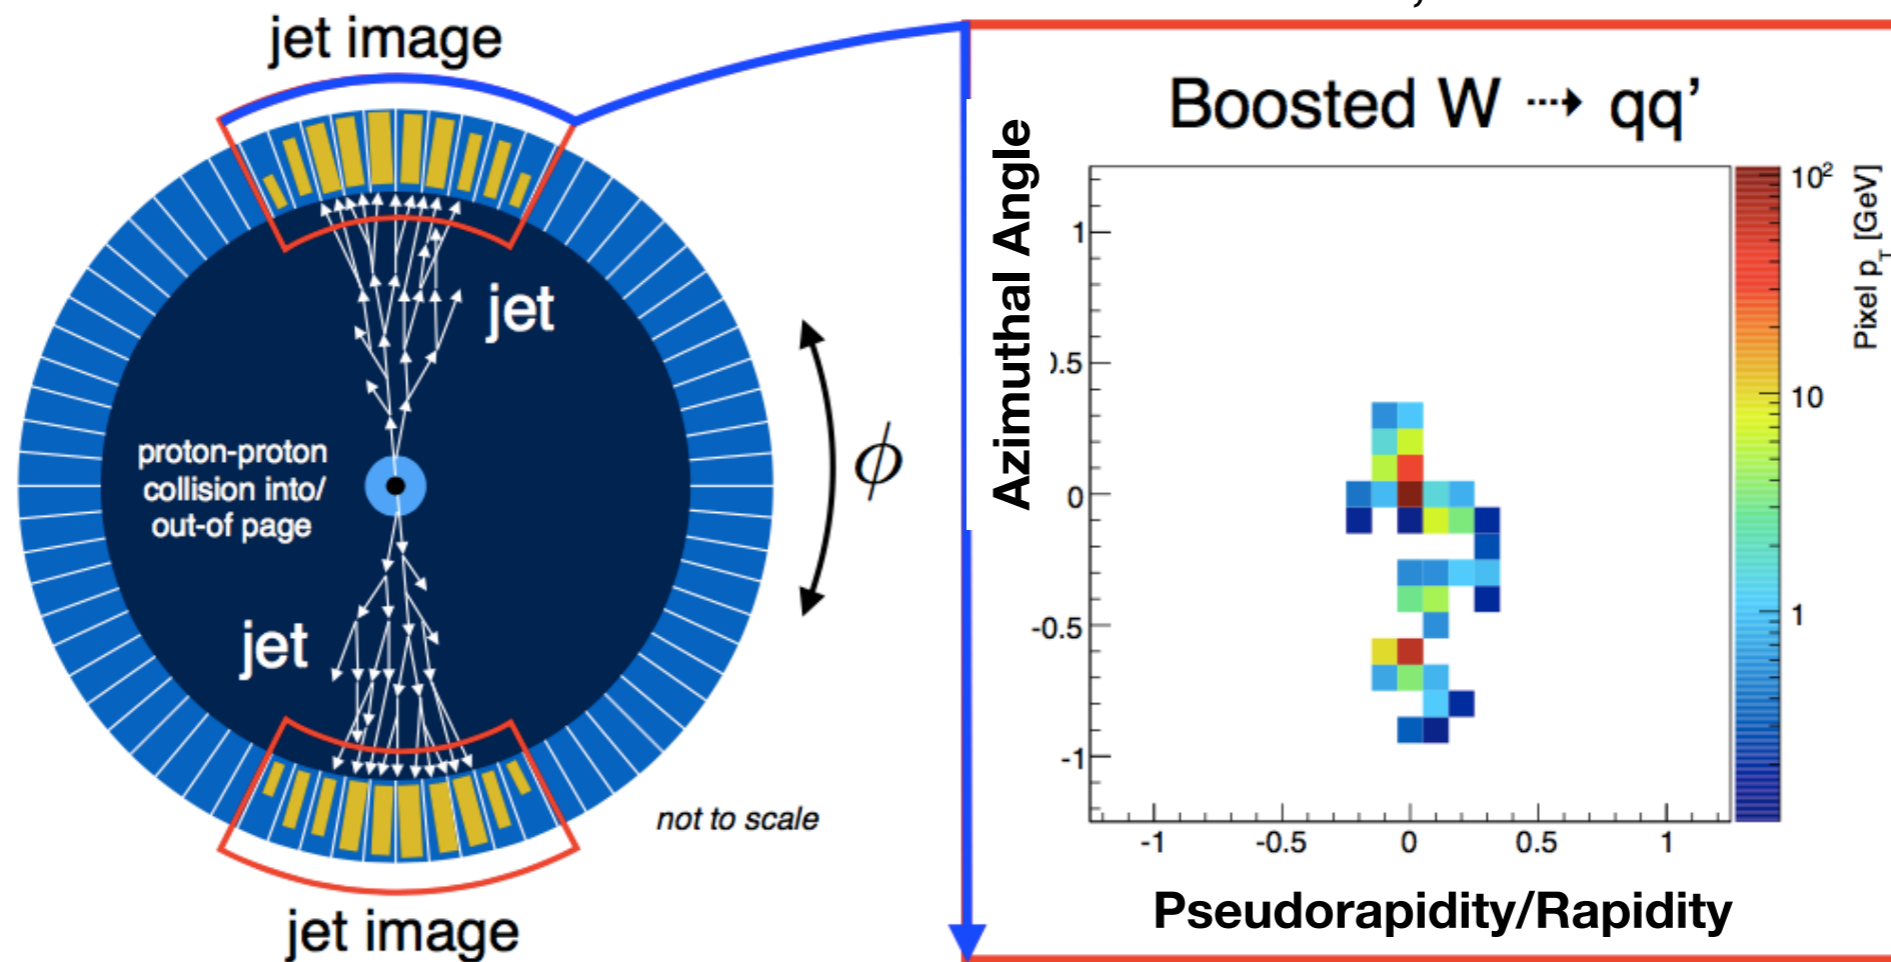 jet image
jet
proton-proton
collision into/
out-of page
ϕ
jet
not to scale
jet image
Boosted W ⇢ qq’
Azimuthal Angle
1
0.5
0
-0.5
-1
-1
-0.5
0
0.5
1
Pseudorapidity/Rapidity
10²
10
1
Pixel pT [GeV]